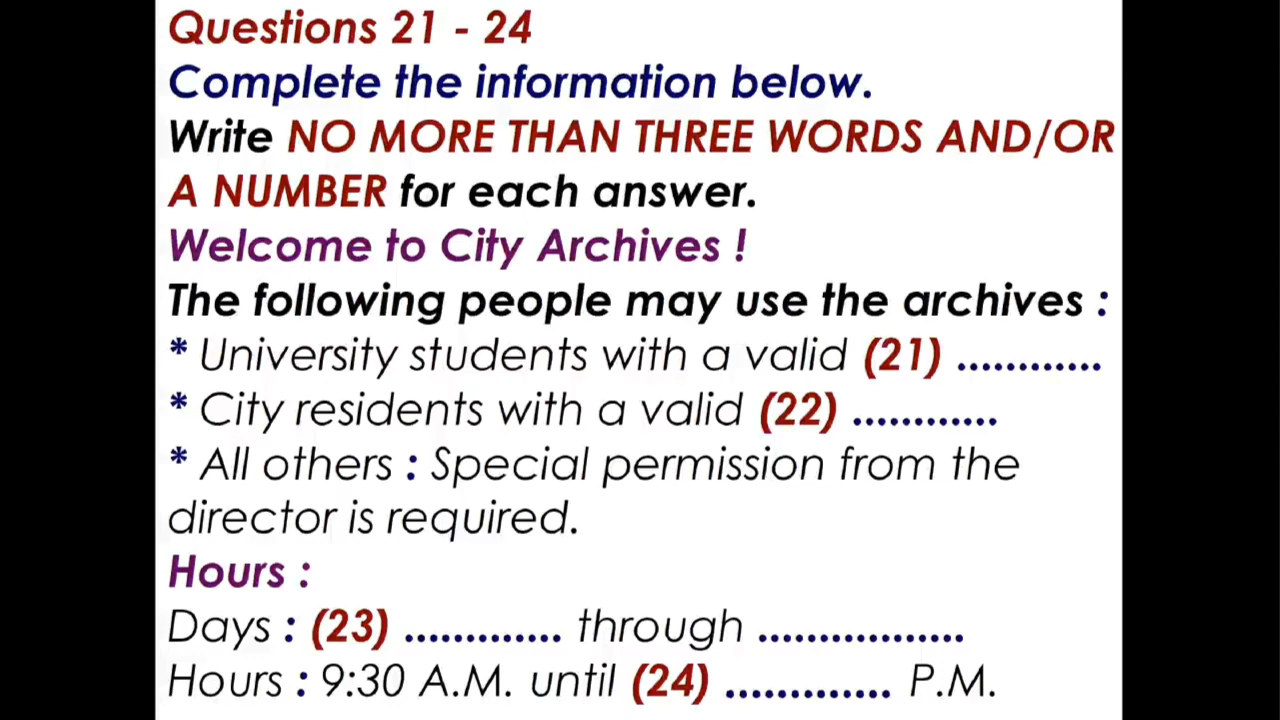 Questions 21 - 24
Complete the information below.
Write NO MORE THAN THREE WORDS AND/OR
A NUMBER for each answer.
Welcome to City Archives !
The following people may use the archives :
* University students with a valid (21) ............
* City residents with a valid (22) ............
* All others : Special permission from the
director is required.
Hours :
Days : (23) ............. through .................
Hours : 9:30 A.M. until (24) .............. P.M.